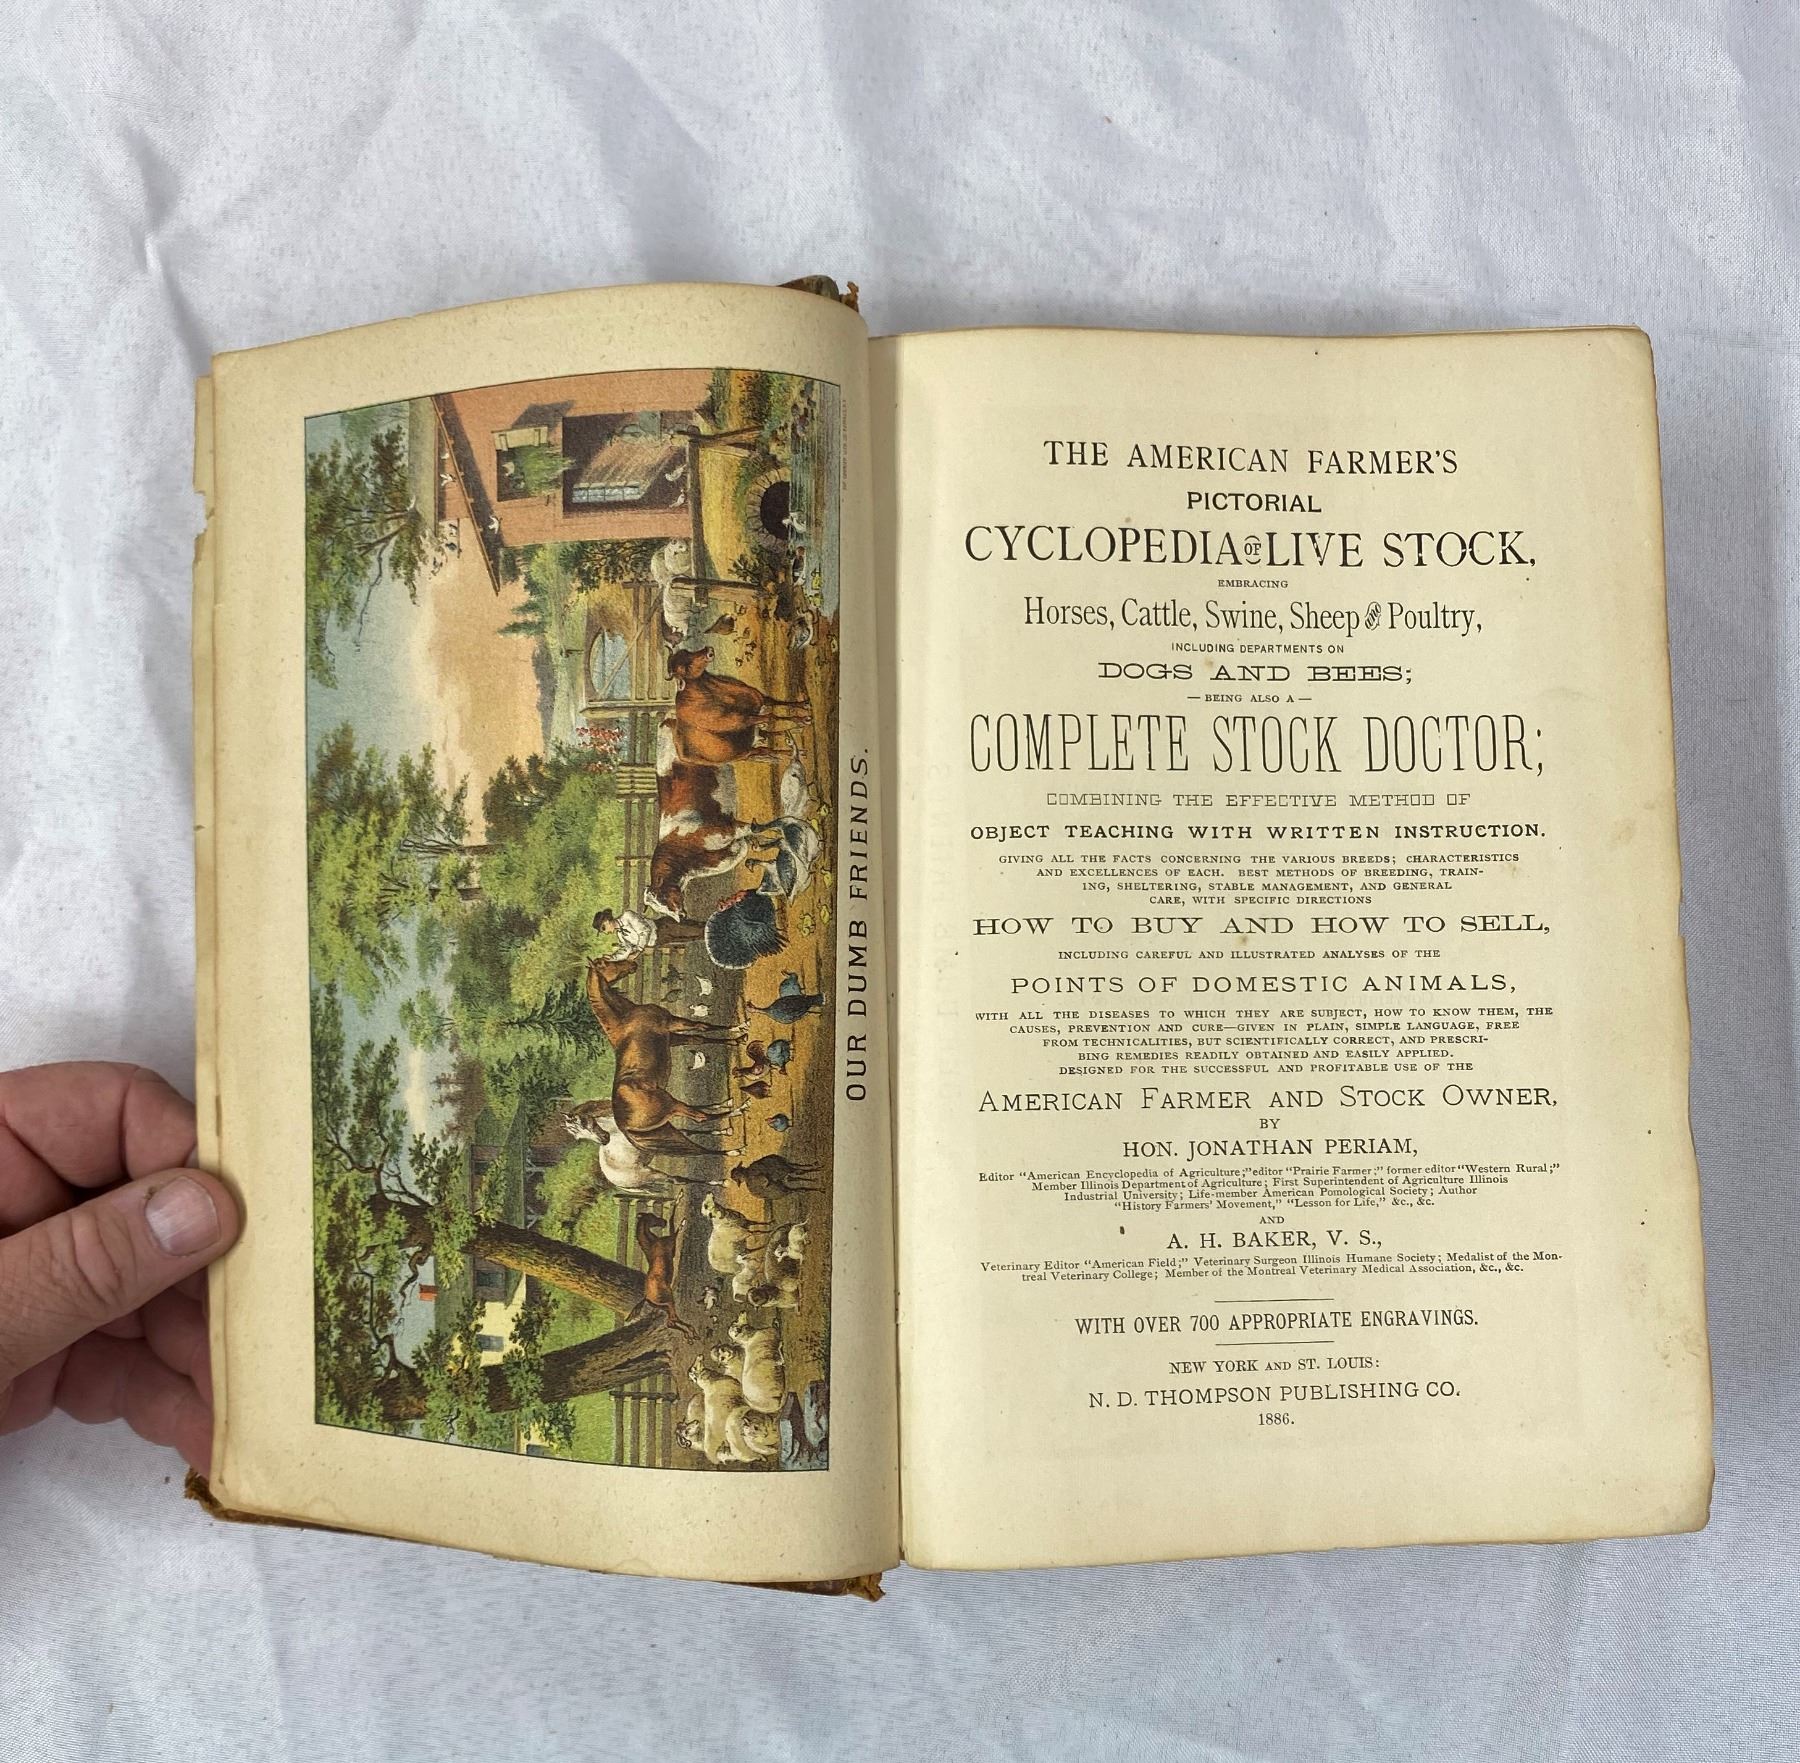 OUR DUMB FRIENDS.
THE AMERICAN FARMER'S
PICTORIAL
CYCLOPEDIA OF LIVE STOCK,
EMBRACING
Horses, Cattle, Swine, Sheep and Poultry,
INCLUDING DEPARTMENTS ON
DOGS AND BEES;
— BEING ALSO A —
COMPLETE STOCK DOCTOR;
COMBINING THE EFFECTIVE METHOD OF
OBJECT TEACHING WITH WRITTEN INSTRUCTION.
GIVING ALL THE FACTS CONCERNING THE VARIOUS BREEDS; CHARACTERISTICS
AND EXCELLENCES OF EACH. BEST METHODS OF BREEDING, TRAIN-
ING, SHELTERING, STABLE MANAGEMENT, AND GENERAL
CARE, WITH SPECIFIC DIRECTIONS
HOW TO BUY AND HOW TO SELL,
INCLUDING CAREFUL AND ILLUSTRATED ANALYSES OF THE
POINTS OF DOMESTIC ANIMALS,
WITH ALL THE DISEASES TO WHICH THEY ARE SUBJECT, HOW TO KNOW THEM, THE
CAUSES, PREVENTION AND CURE—GIVEN IN PLAIN, SIMPLE LANGUAGE, FREE
FROM TECHNICALITIES, BUT SCIENTIFICALLY CORRECT, AND PRESCRI-
BING REMEDIES READILY OBTAINED AND EASILY APPLIED.
DESIGNED FOR THE SUCCESSFUL AND PROFITABLE USE OF THE
AMERICAN FARMER AND STOCK OWNER,
BY
HON. JONATHAN PERIAM,
Editor "American Encyclopedia of Agriculture;" editor "Prairie Farmer;" former editor "Western Rural;"
Member Illinois Department of Agriculture; First Superintendent of Agriculture Illinois
Industrial University; Life-member American Pomological Society; Author
"History Farmers' Movement," "Lesson for Life," &c., &c.
AND
A. H. BAKER, V. S.,
Veterinary Editor "American Field;" Veterinary Surgeon Illinois Humane Society; Medalist of the Mon-
treal Veterinary College; Member of the Montreal Veterinary Medical Association, &c., &c.
WITH OVER 700 APPROPRIATE ENGRAVINGS.
NEW YORK AND ST. LOUIS:
N. D. THOMPSON PUBLISHING CO.
1886.